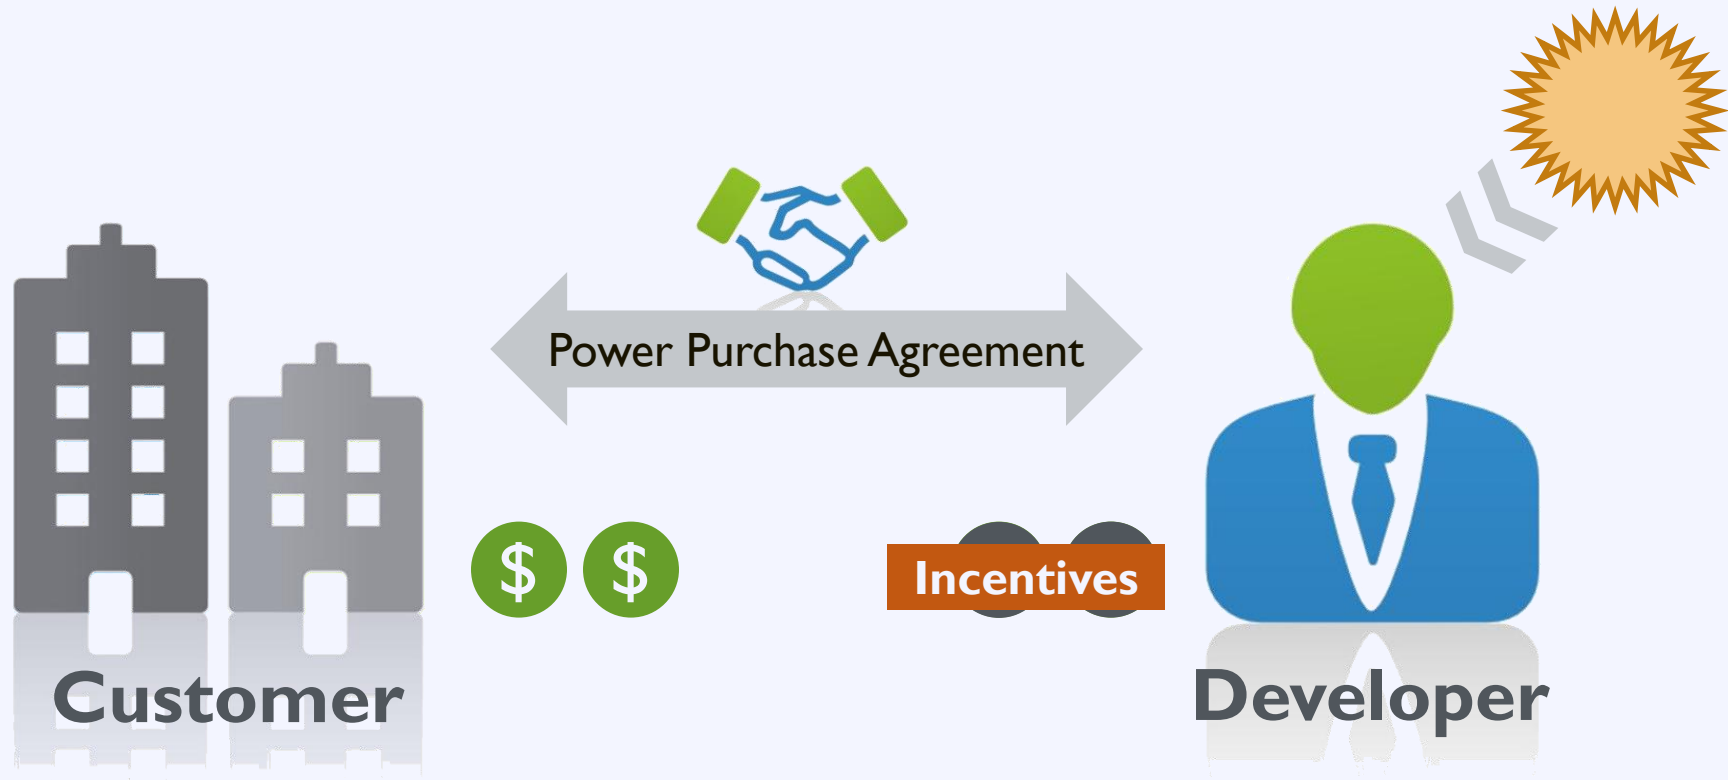 Power Purchase Agreement
$ $
Incentives
Customer
Developer